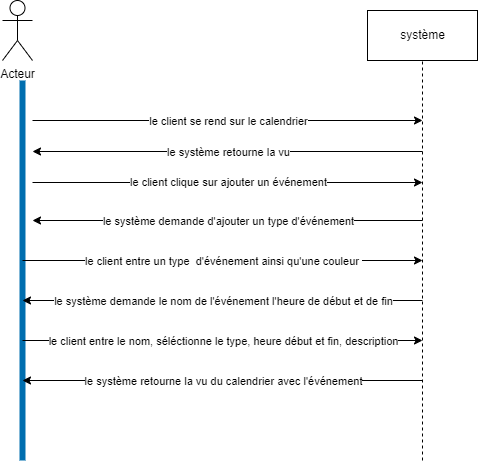 système
Acteur
le client se rend sur le calendrier
le système retourne la vu
le client clique sur ajouter un événement
le système demande d'ajouter un type d'événement
le client entre un type d'événement ainsi qu'une couleur
le système demande le nom de l'événement l'heure de début et de fin
le client entre le nom, séléctionne le type, heure début et fin, description
le système retourne la vu du calendrier avec l'événement